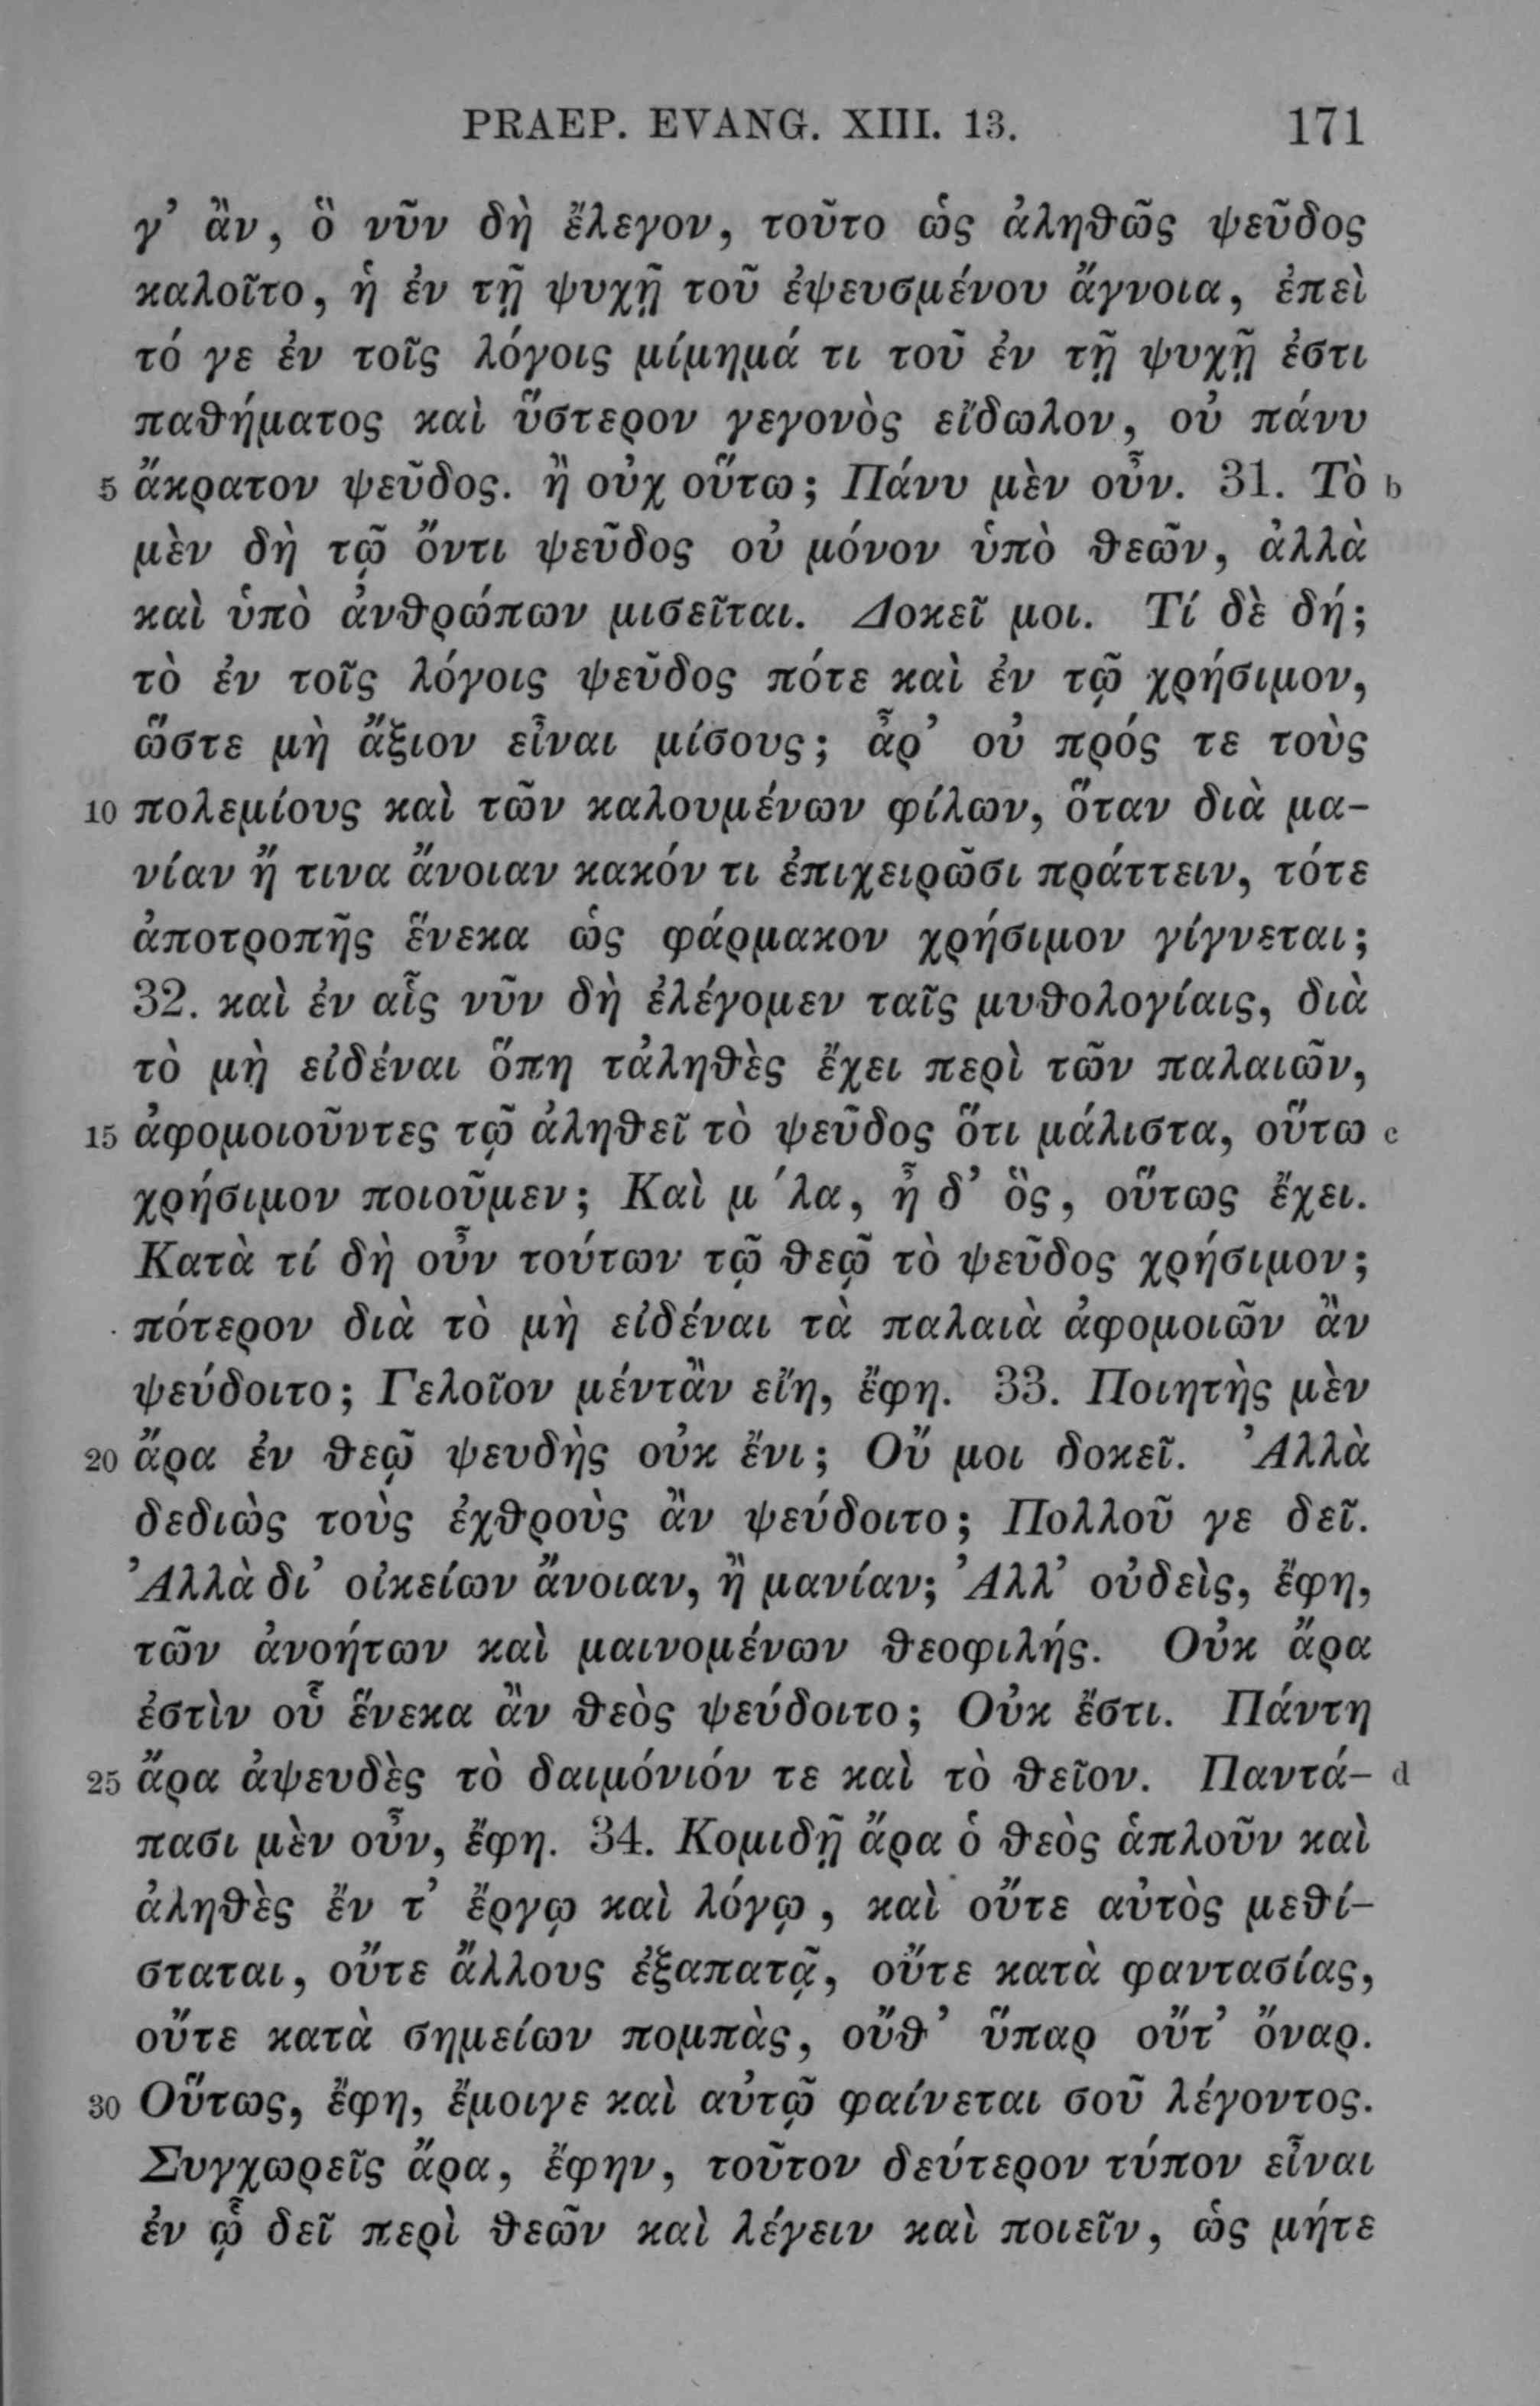 PRAEP. EVANG. XIII. 13. 171
γ’ ἂν, ὃ νῦν δὴ ἔλεγον, τοῦτο ὡς ἀληθῶς ψεῦδος
καλοῖτο, ἡ ἐν τῇ ψυχῇ τοῦ ἐψευσμένου ἄγνοια, ἐπεὶ
τό γε ἐν τοῖς λόγοις μίμημά τι τοῦ ἐν τῇ ψυχῇ ἐστι
παθήματος καὶ ὕστερον γεγονὸς εἴδωλον, οὐ πάνυ
5 ἄκρατον ψεῦδος. ἢ οὐχ οὕτω; Πάνυ μὲν οὖν. 31. Τὸ b
μὲν δὴ τῷ ὄντι ψεῦδος οὐ μόνον ὑπὸ θεῶν, ἀλλὰ
καὶ ὑπὸ ἀνθρώπων μισεῖται. Δοκεῖ μοι. Τί δὲ δή;
τὸ ἐν τοῖς λόγοις ψεῦδος πότε καὶ ἐν τῷ χρήσιμον,
ὥστε μὴ ἄξιον εἶναι μίσους; ἆρ’ οὐ πρός τε τοὺς
10 πολεμίους καὶ τῶν καλουμένων φίλων, ὅταν διὰ μα-
νίαν ἤ τινα ἄνοιαν κακόν τι ἐπιχειρῶσι πράττειν, τότε
ἀποτροπῆς ἕνεκα ὡς φάρμακον χρήσιμον γίγνεται;
32. καὶ ἐν αἷς νῦν δὴ ἐλέγομεν ταῖς μυθολογίαις, διὰ
τὸ μὴ εἰδέναι ὅπη τἀληθὲς ἔχει περὶ τῶν παλαιῶν,
15 ἀφομοιοῦντες τῷ ἀληθεῖ τὸ ψεῦδος ὅτι μάλιστα, οὕτω c
χρήσιμον ποιοῦμεν; Καὶ μ´λα, ἦ δ’ ὃς, οὕτως ἔχει.
Κατὰ τί δὴ οὖν τούτων τῷ θεῷ τὸ ψεῦδος χρήσιμον;
πότερον διὰ τὸ μὴ εἰδέναι τὰ παλαιὰ ἀφομοιῶν ἂν
ψεύδοιτο; Γελοῖον μέντἂν εἴη, ἔφη. 33. Ποιητὴς μὲν
20 ἄρα ἐν θεῷ ψευδὴς οὐκ ἔνι; Οὔ μοι δοκεῖ. Ἀλλὰ
δεδιὼς τοὺς ἐχθροὺς ἂν ψεύδοιτο; Πολλοῦ γε δεῖ.
Ἀλλὰ δι’ οἰκείων ἄνοιαν, ἢ μανίαν; Ἀλλ’ οὐδεὶς, ἔφη,
τῶν ἀνοήτων καὶ μαινομένων θεοφιλής. Οὐκ ἄρα
ἐστὶν οὗ ἕνεκα ἂν θεὸς ψεύδοιτο; Οὐκ ἔστι. Πάντη
25 ἄρα ἀψευδὲς τὸ δαιμόνιόν τε καὶ τὸ θεῖον. Παντά- d
πασι μὲν οὖν, ἔφη. 34. Κομιδῇ ἄρα ὁ θεὸς ἁπλοῦν καὶ
ἀληθὲς ἔν τ’ ἔργῳ καὶ λόγῳ, καὶ οὔτε αὐτὸς μεθί-
σταται, οὔτε ἄλλους ἐξαπατᾷ, οὔτε κατὰ φαντασίας,
οὔτε κατὰ σημείων πομπὰς, οὔθ’ ὕπαρ οὔτ’ ὄναρ.
30 Οὕτως, ἔφη, ἔμοιγε καὶ αὐτῷ φαίνεται σοῦ λέγοντος.
Συγχωρεῖς ἄρα, ἔφην, τοῦτον δεύτερον τύπον εἶναι
ἐν ᾧ δεῖ περὶ θεῶν καὶ λέγειν καὶ ποιεῖν, ὡς μήτε